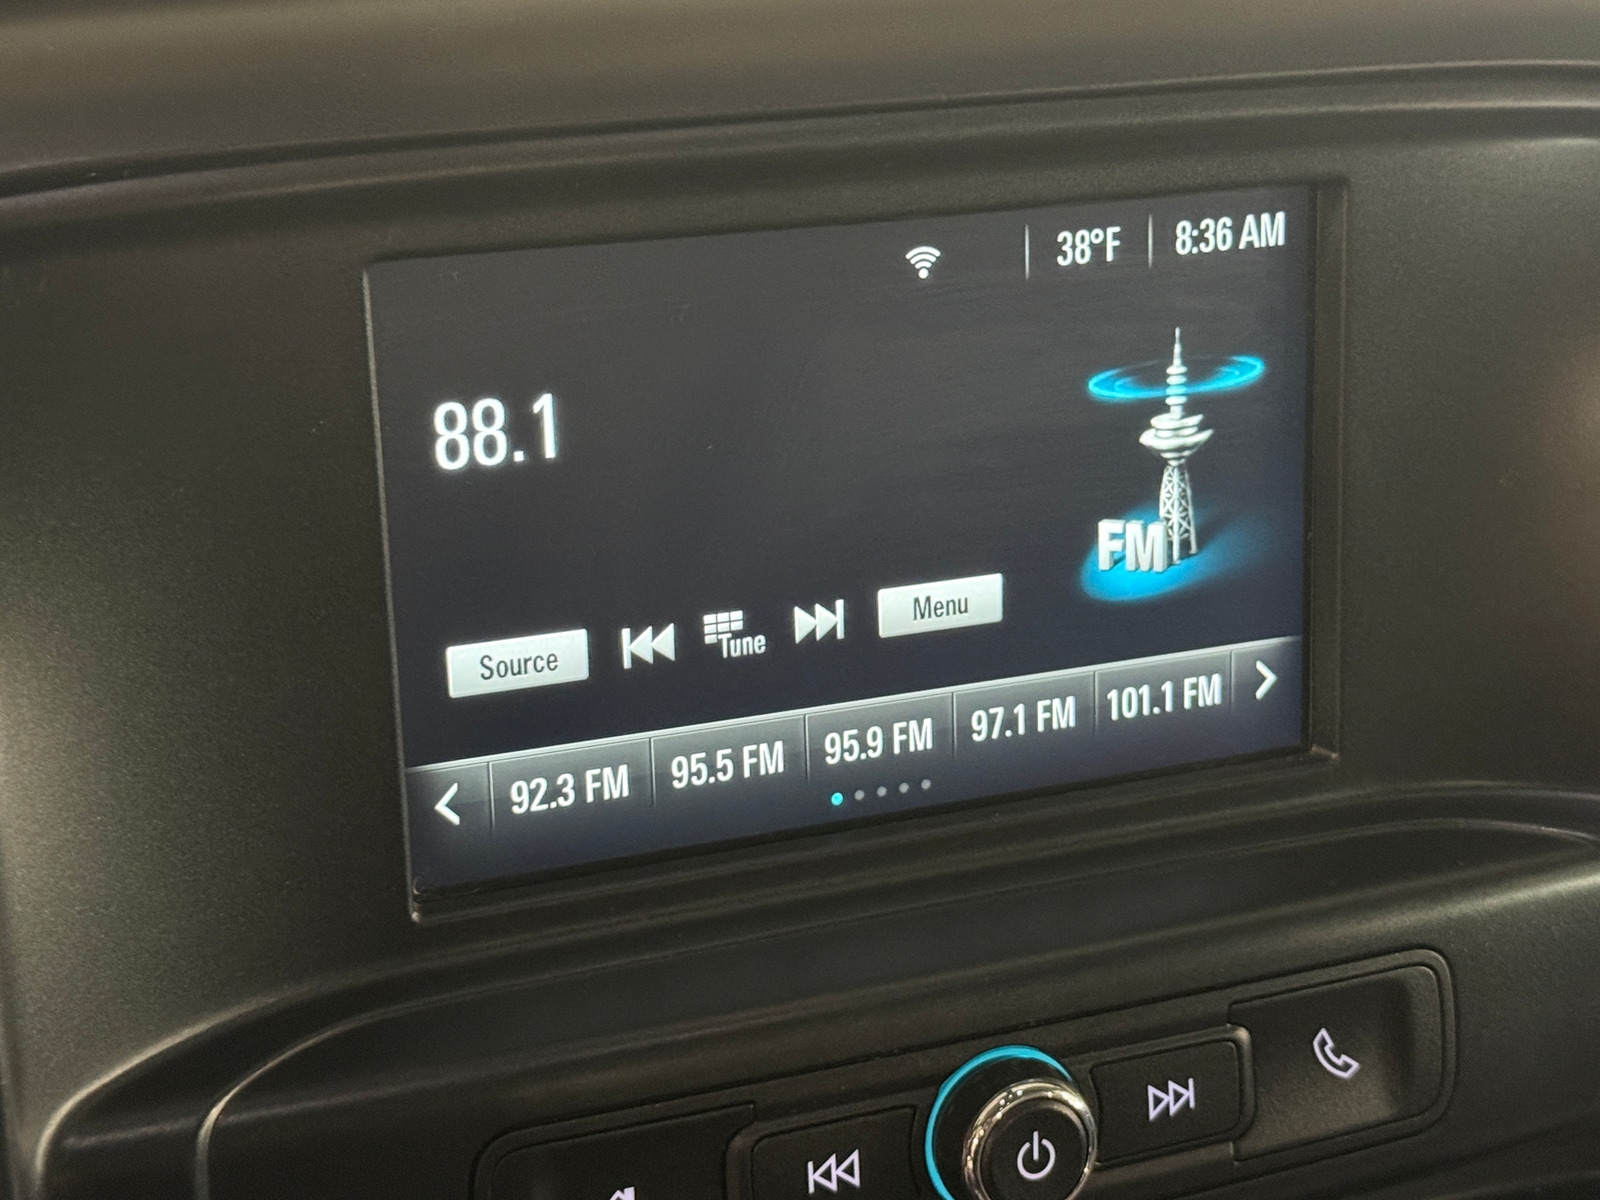 38°F 8:36 AM
88.1
FM
Source Tune Menu
92.3 FM 95.5 FM 95.9 FM 97.1 FM 101.1 FM